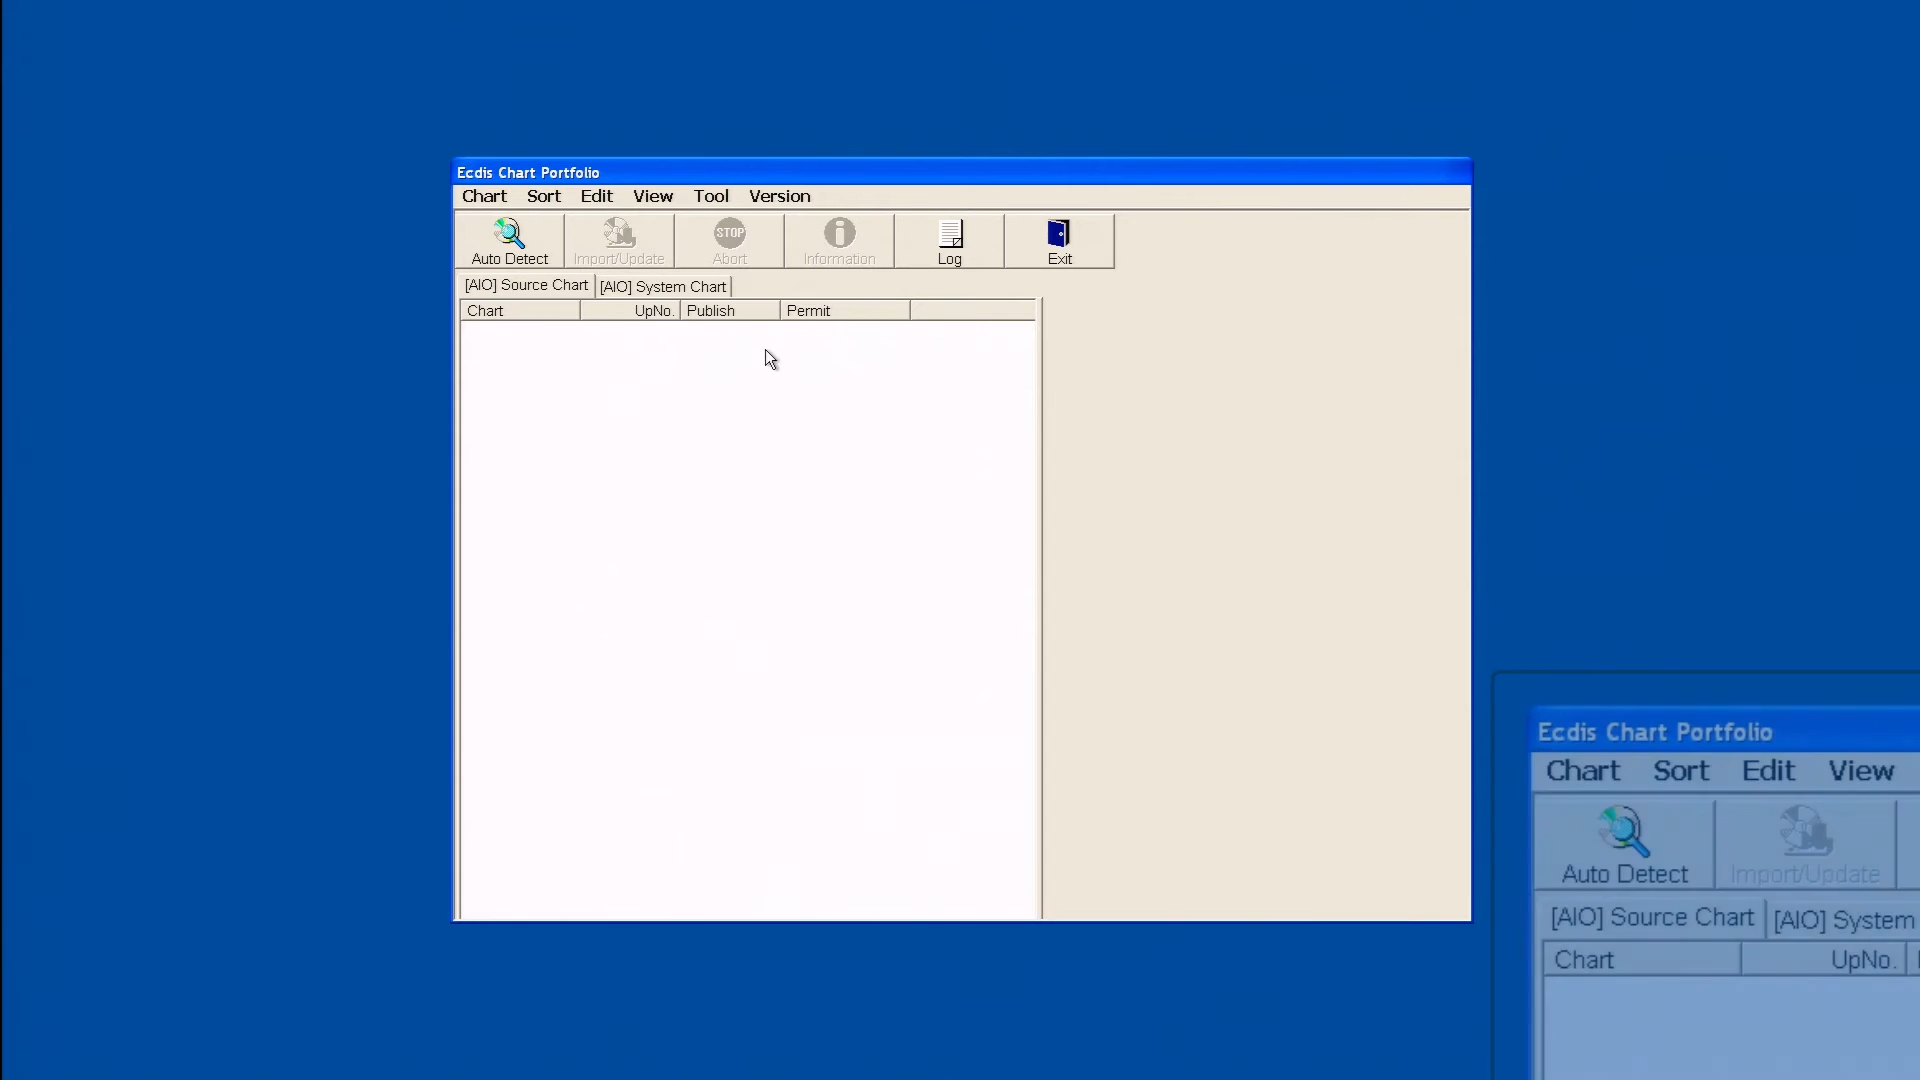 Ecdis Chart Portfolio
Chart Sort Edit View Tool Version
STOP
Auto Detect Import/Update Abort Information Log Exit
[AIO] Source Chart [AIO] System Chart
Chart UpNo. Publish Permit
Ecdis Chart Portfolio
Chart Sort Edit View
Auto Detect Import/Update
[AIO] Source Chart [AIO] System
Chart UpNo.